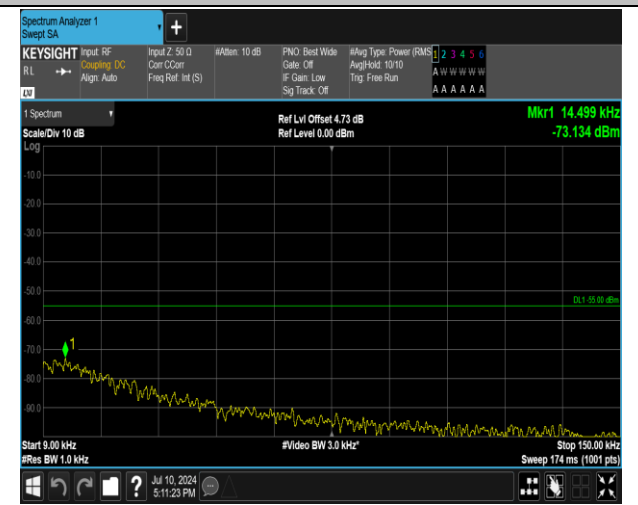 Spectrum Analyzer 1
Swept SA
+
KEYSIGHT Input: RF Input Z: 50 Ω #Atten: 10 dB PNO: Best Wide #Avg Type: Power (RMS 1 2 3 4 5 6
RL Coupling: DC Corr CCorr Gate: Off Avg|Hold: 10/10 A W W W W W
Align: Auto Freq Ref: Int (S) IF Gain: Low Trig: Free Run
LXI Sig Track: Off A A A A A A
1 Spectrum Ref Lvl Offset 4.73 dB Mkr1 14.499 kHz
Scale/Div 10 dB Ref Level 0.00 dBm -73.134 dBm
Log
-10.0
-20.0
-30.0
-40.0
-50.0
DL1 -55.00 dBm
-60.0
1
-70.0
-80.0
-90.0
Start 9.00 kHz #Video BW 3.0 kHz* Stop 150.00 kHz
#Res BW 1.0 kHz Sweep 174 ms (1001 pts)
? Jul 10, 2024
5:11:23 PM